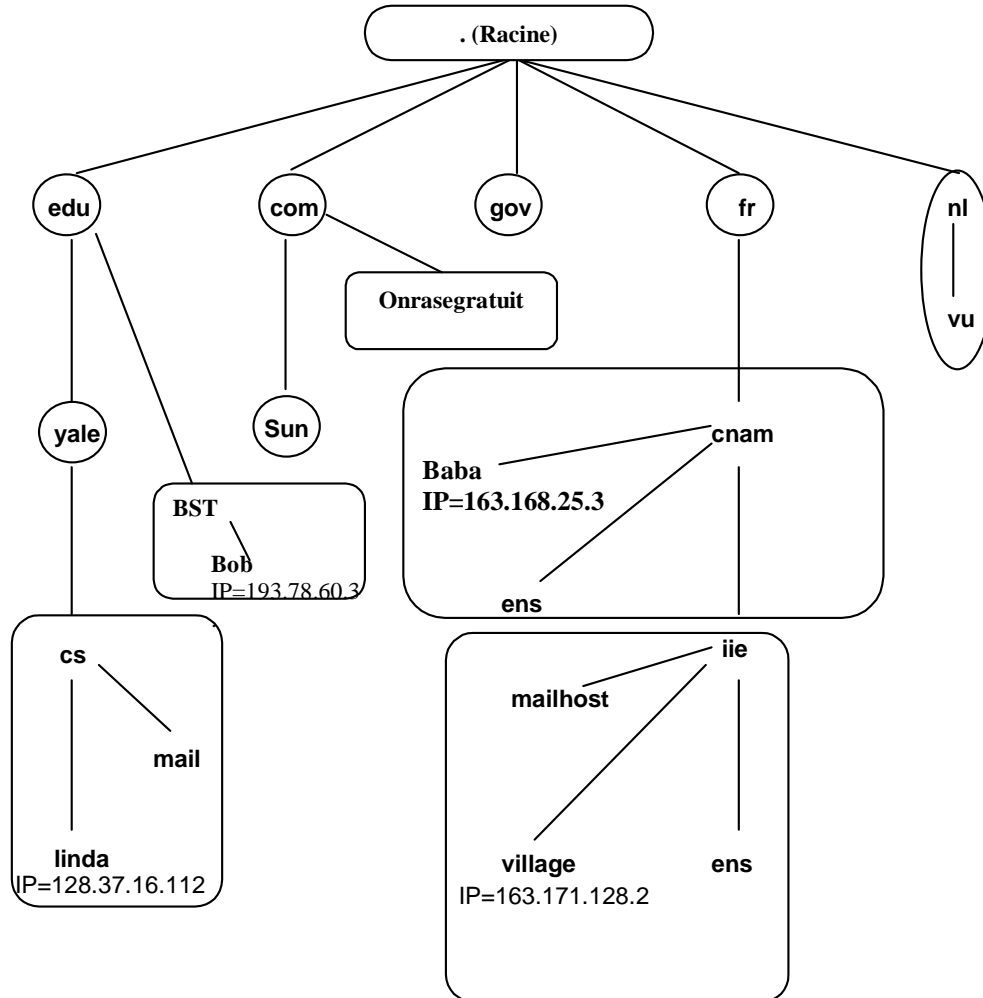 . (Racine)
edu
com
gov
fr
nl
Onrasegratuit
vu
yale
Sun
cnam
Baba
IP=163.168.25.3
BST
Bob
IP=193.78.60.3
ens
cs
iie
mailhost
mail
linda
IP=128.37.16.112
village
ens
IP=163.171.128.2